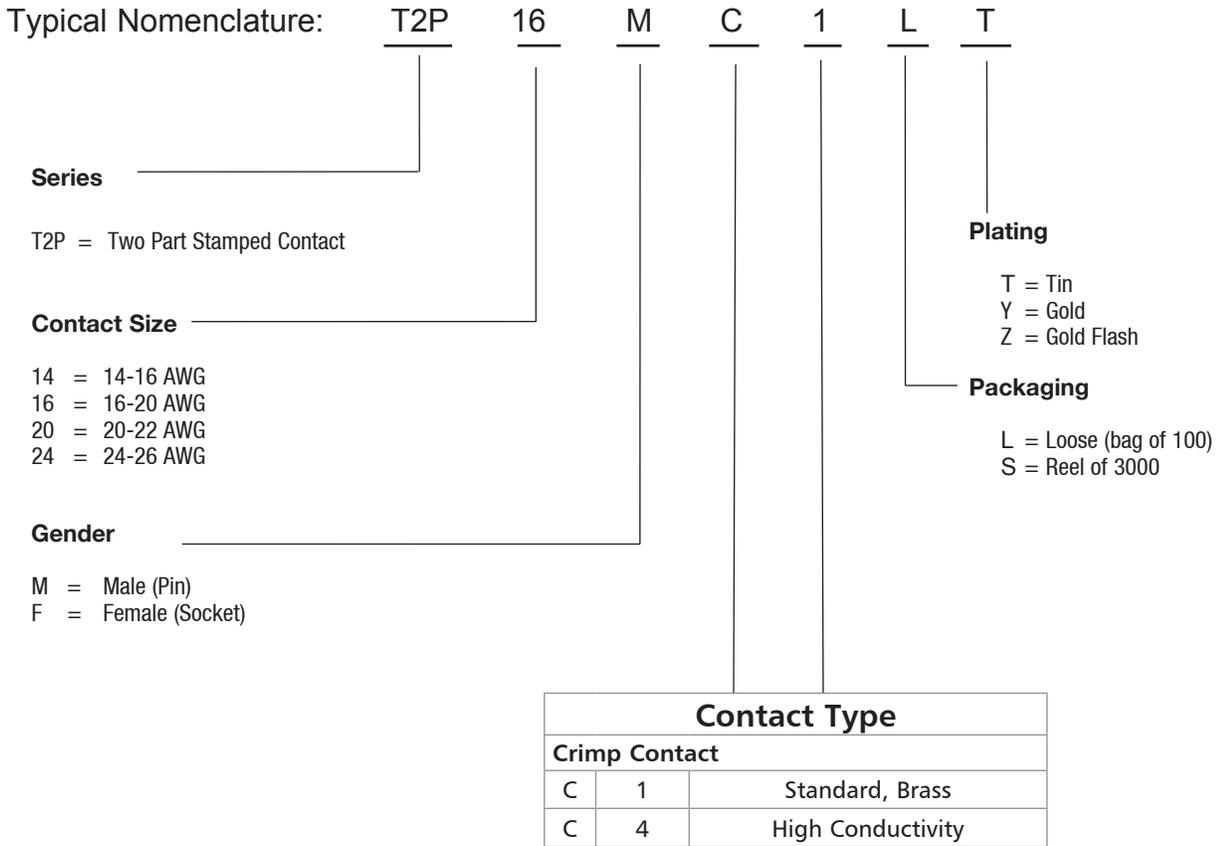 Typical Nomenclature: T2P 16 M C 1 L T
Series
T2P = Two Part Stamped Contact
Contact Size
14 = 14-16 AWG
16 = 16-20 AWG
20 = 20-22 AWG
24 = 24-26 AWG
Gender
M = Male (Pin)
F = Female (Socket)
Plating
T = Tin
Y = Gold
Z = Gold Flash
Packaging
L = Loose (bag of 100)
S = Reel of 3000
Contact Type
Crimp Contact
C 1 Standard, Brass
C 4 High Conductivity